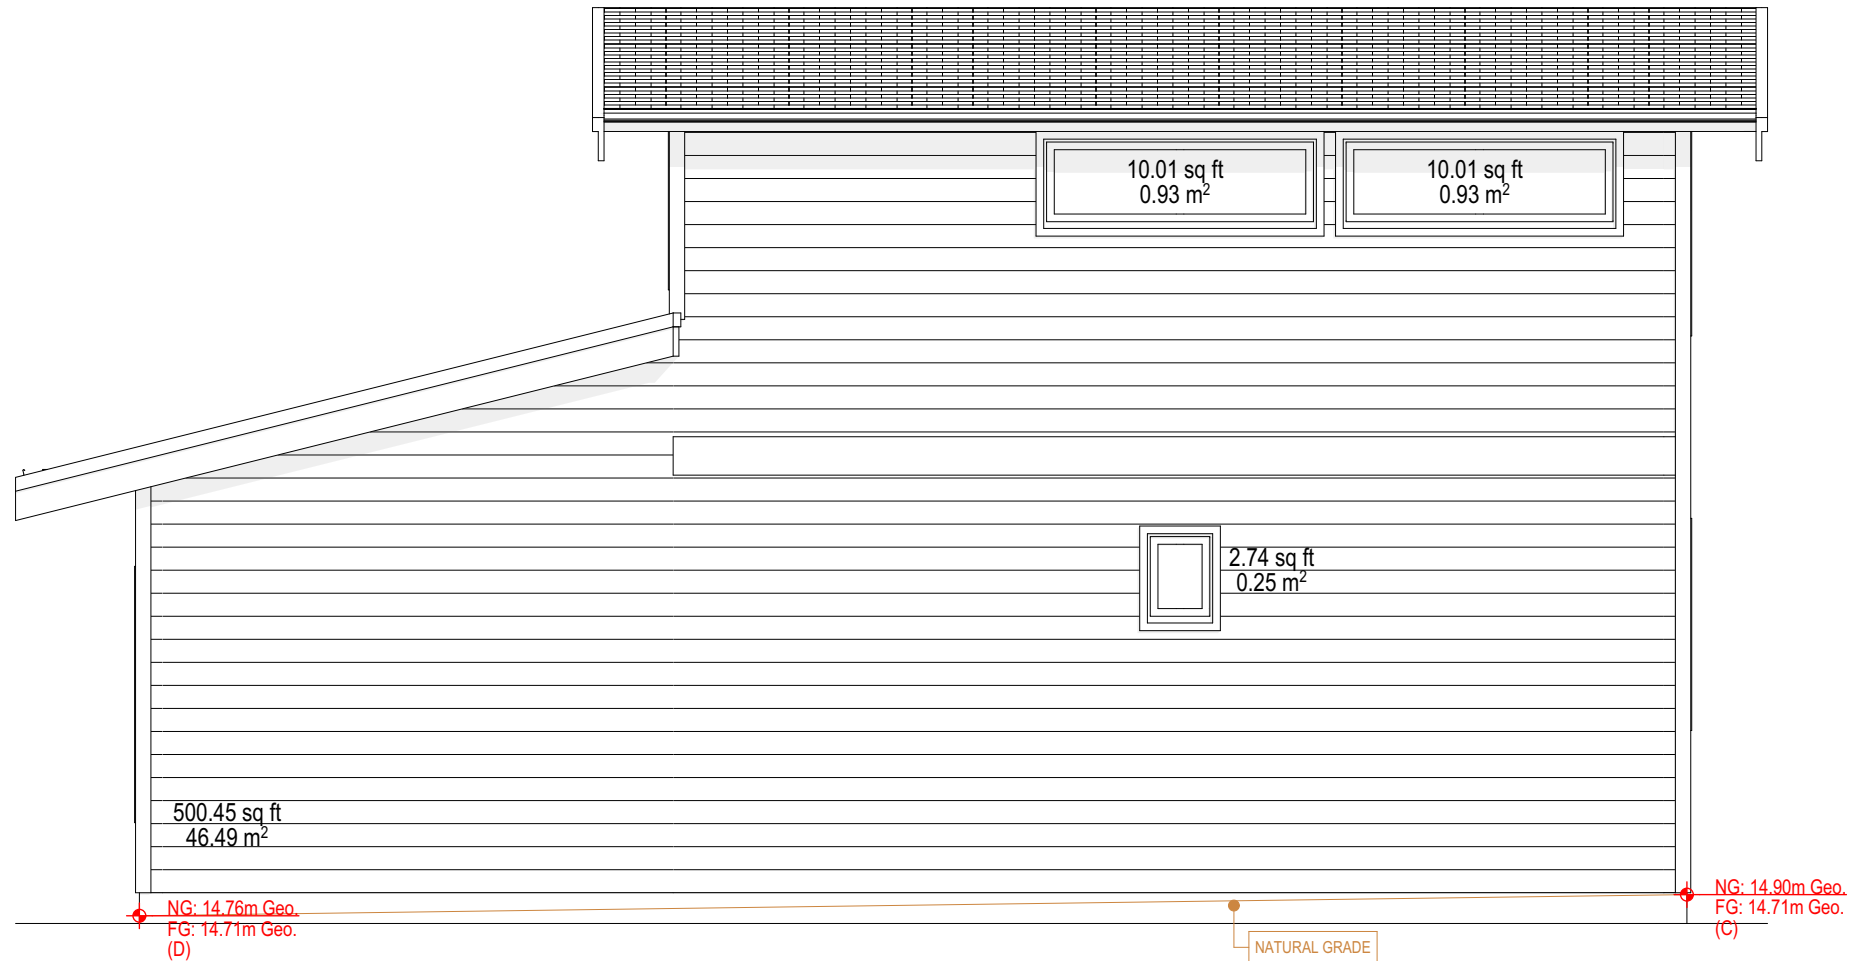 10.01 sq ft
0.93 m²
10.01 sq ft
0.93 m²
2.74 sq ft
0.25 m²
500.45 sq ft
46.49 m²
NG: 14.76m Geo.
FG: 14.71m Geo.
(D)
NG: 14.90m Geo.
FG: 14.71m Geo.
(C)
NATURAL GRADE